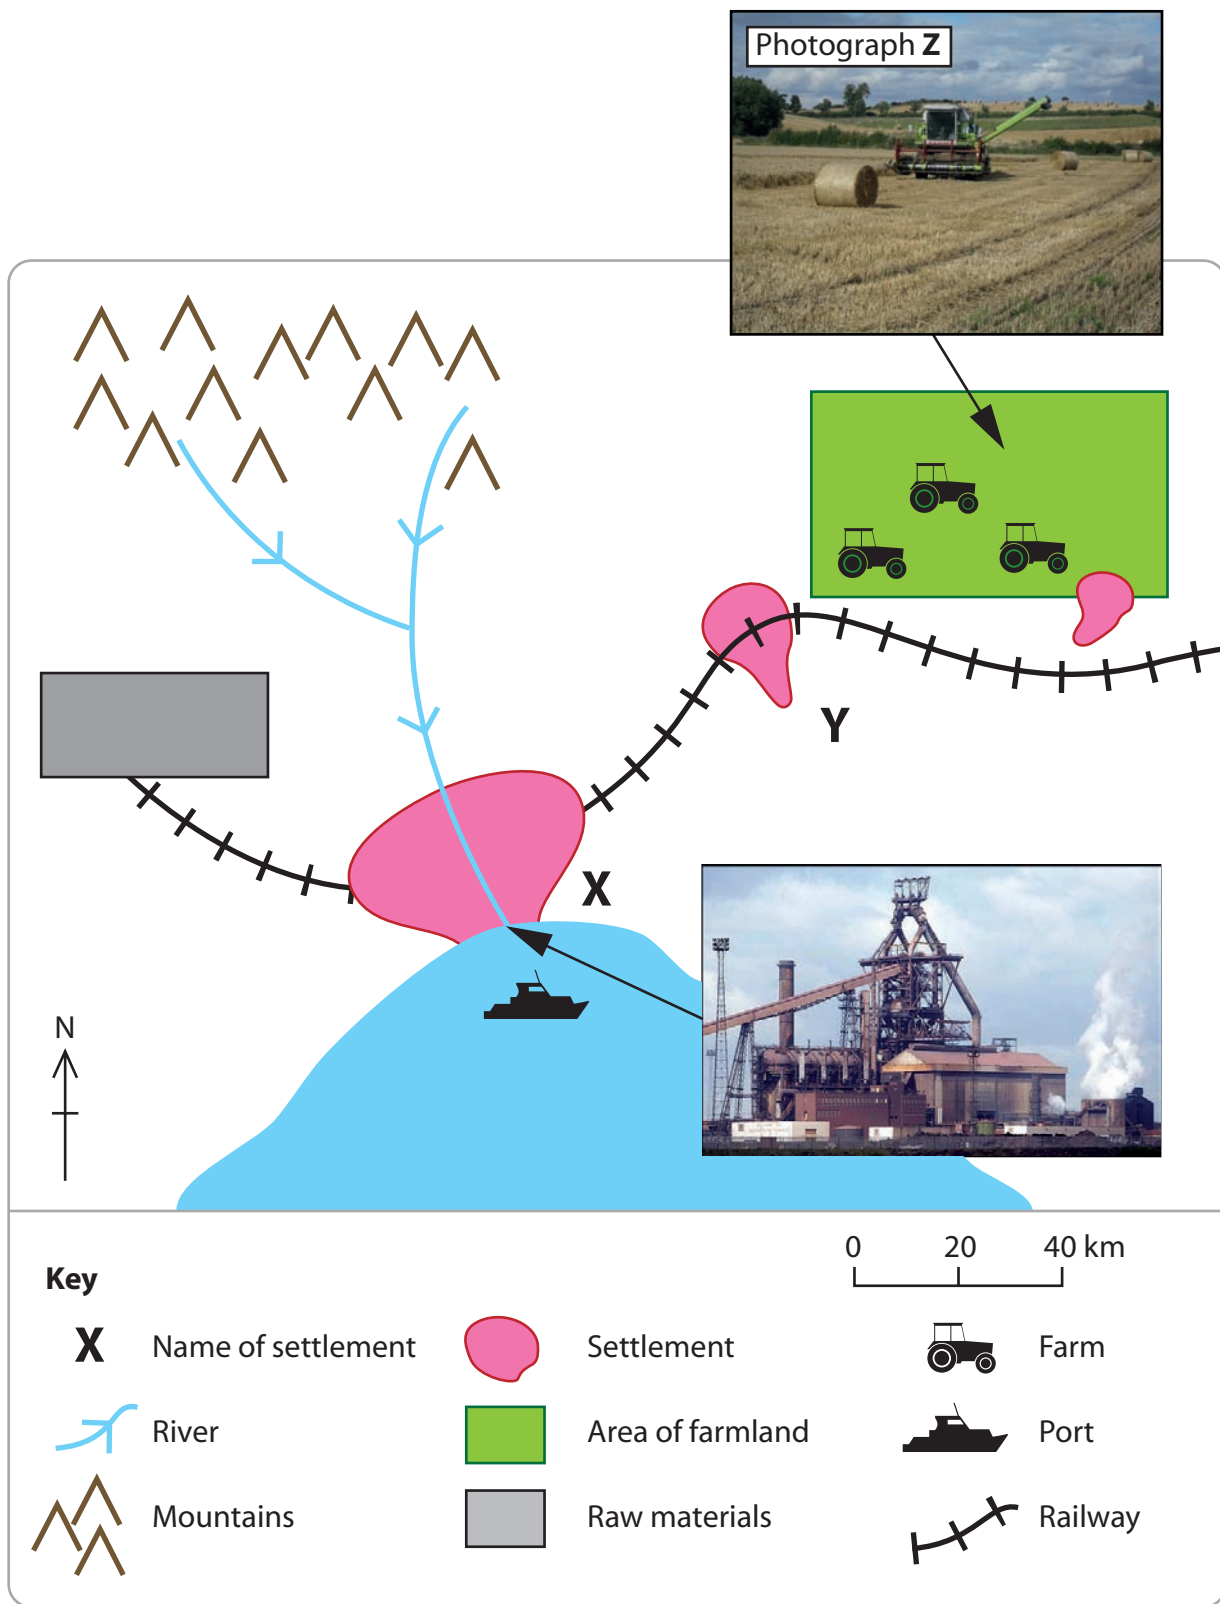 Photograph Z
Y
X
N
0 20 40 km
Key
X Name of settlement
Settlement
Farm
River
Area of farmland
Port
Mountains
Raw materials
Railway